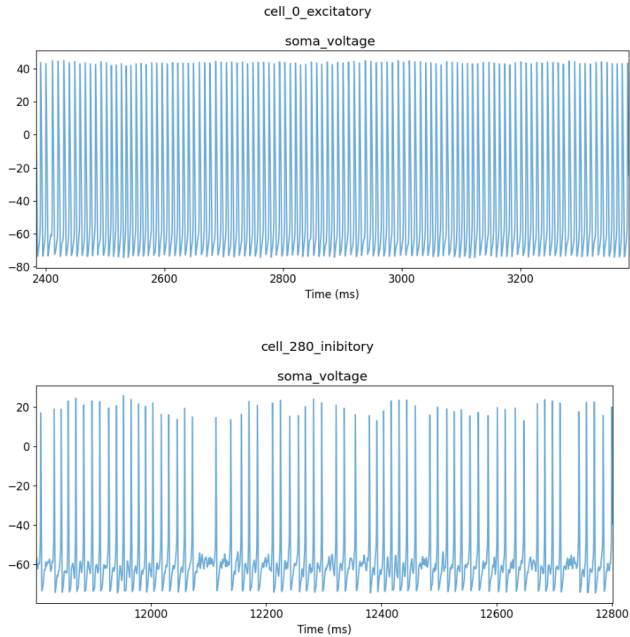 cell_0_excitatory
soma_voltage
40
20
0
−20
−40
−60
−80
2400 2600 2800 3000 3200
Time (ms)
cell_280_inibitory
soma_voltage
20
0
−20
−40
−60
12000 12200 12400 12600 12800
Time (ms)